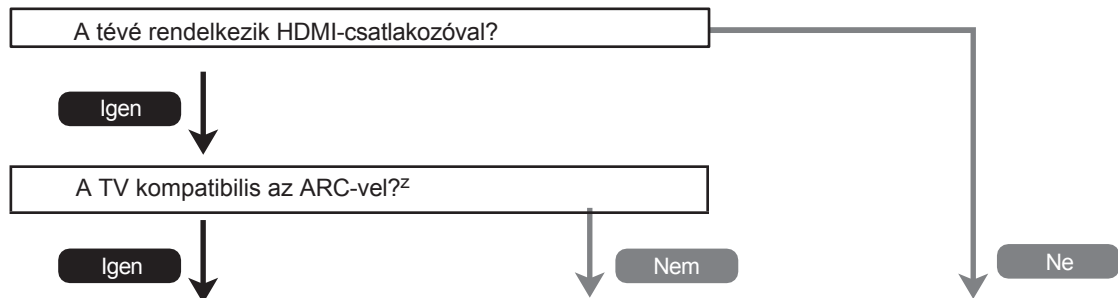 A tévé rendelkezik HDMI-csatlakozóval?
Igen
A TV kompatibilis az ARC-vel?z
Igen
Nem
Ne